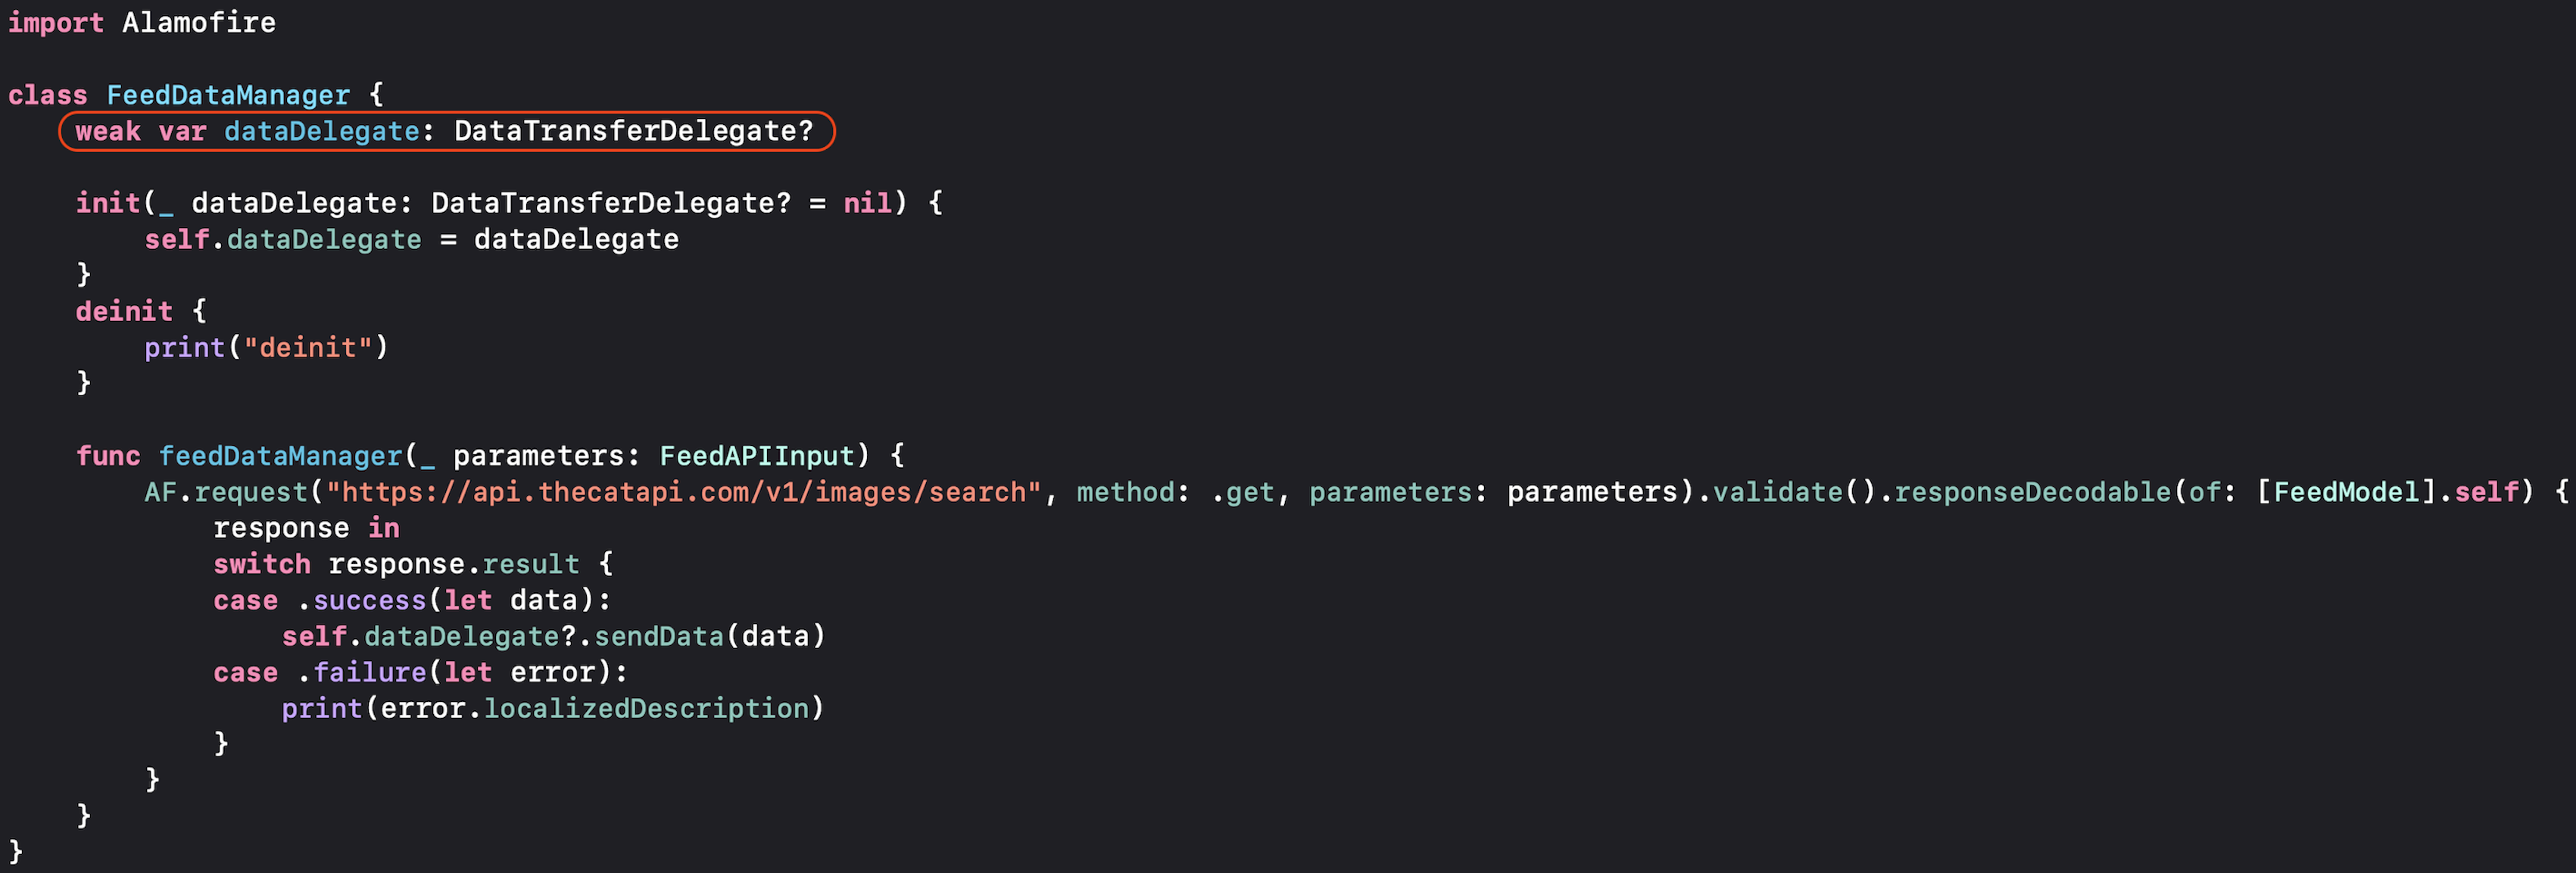 import Alamofire
class FeedDataManager {
weak var dataDelegate: DataTransferDelegate?
init(_ dataDelegate: DataTransferDelegate? = nil) {
self.dataDelegate = dataDelegate
}
deinit {
print("deinit")
}
func feedDataManager(_ parameters: FeedAPIInput) {
AF.request("https://api.thecatapi.com/v1/images/search", method: .get, parameters: parameters).validate().responseDecodable(of: [FeedModel].self) {
response in
switch response.result {
case .success(let data):
self.dataDelegate?.sendData(data)
case .failure(let error):
print(error.localizedDescription)
}
}
}
}